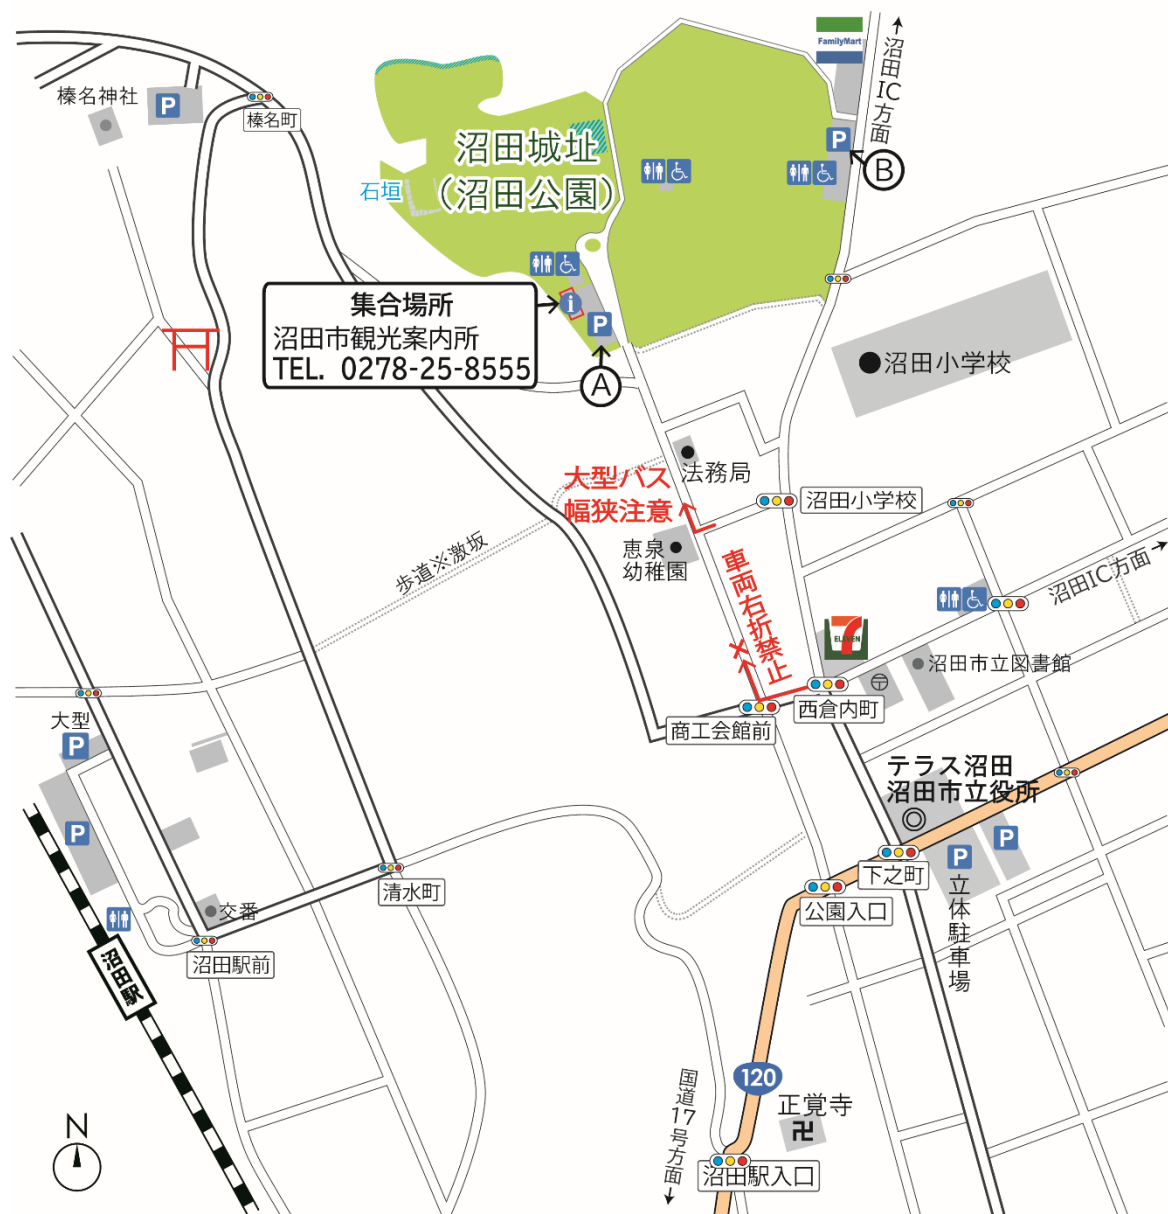 FamilyMart
沼田IC方面
榛名神社
P
榛名町
沼田城址
(沼田公園)
石垣
P
B
集合場所
沼田市観光案内所
TEL. 0278-25-8555
i
P
A
沼田小学校
法務局
大型バス
幅狭注意
沼田小学校
恵泉
幼稚園
車両右折禁止
歩道※激坂
沼田IC方面
7
ELEVEN
沼田市立図書館
西倉内町
商工会館前
大型
P
P
テラス沼田
沼田市立役所
P
P
下之町
立体駐車場
公園入口
清水町
交番
沼田駅前
沼田駅
120
国道17号方面
正覚寺
卍
沼田駅入口
N